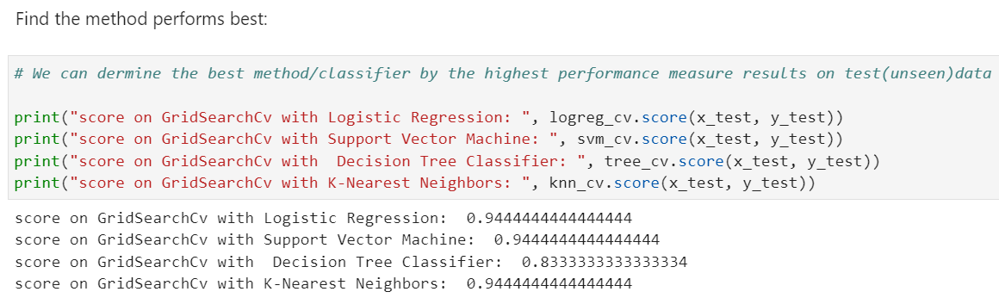 Find the method performs best:
# We can dermine the best method/classifier by the highest performance measure results on test(unseen)data
print("score on GridSearchCv with Logistic Regression: ", logreg_cv.score(x_test, y_test))
print("score on GridSearchCv with Support Vector Machine: ", svm_cv.score(x_test, y_test))
print("score on GridSearchCv with  Decision Tree Classifier: ", tree_cv.score(x_test, y_test))
print("score on GridSearchCv with K-Nearest Neighbors: ", knn_cv.score(x_test, y_test))
score on GridSearchCv with Logistic Regression:  0.9444444444444444
score on GridSearchCv with Support Vector Machine:  0.9444444444444444
score on GridSearchCv with  Decision Tree Classifier:  0.8333333333333334
score on GridSearchCv with K-Nearest Neighbors:  0.9444444444444444